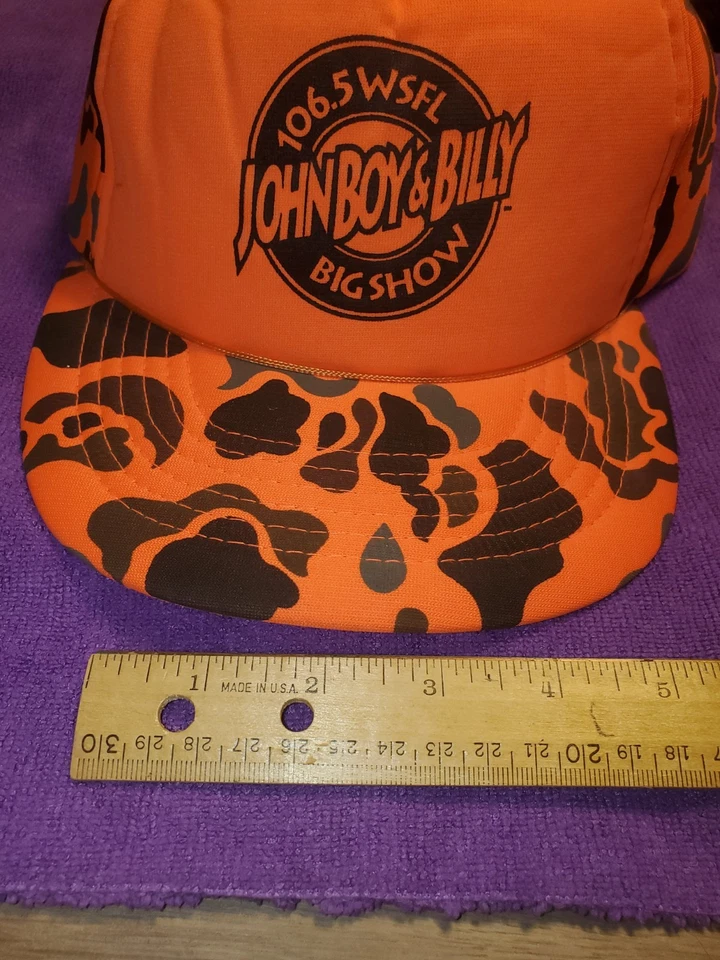 106.5 WSFL
JOHN BOY & BILLY
BIG SHOW
1 MADE IN U.S.A. 2 3 4 5
30 29 28 27 26 25 24 23 22 21 20 19 18